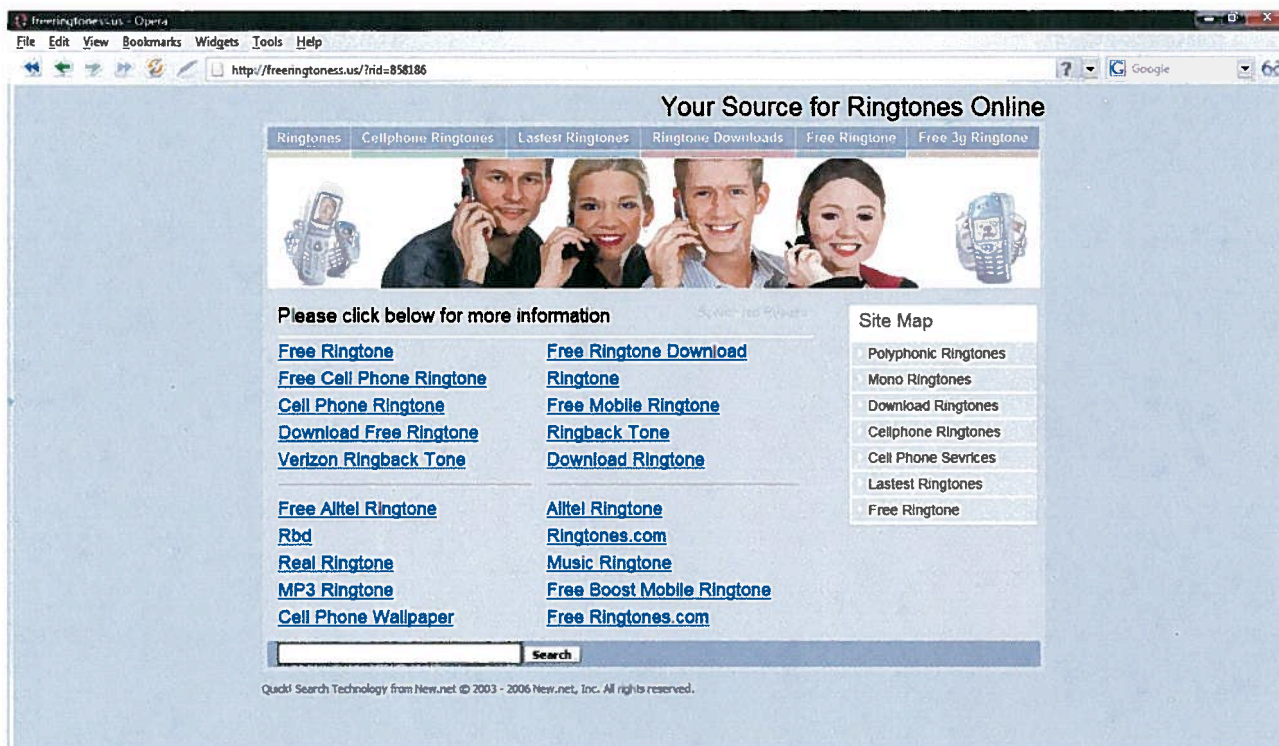 freeringtoness.us - Opera
File Edit View Bookmarks Widgets Tools Help
http://freeringtoness.us/?rid=858186 ? G Google
Your Source for Ringtones Online
Ringtones Cellphone Ringtones Lastest Ringtones Ringtone Downloads Free Ringtone Free 3g Ringtone
Please click below for more information
Site Map
Free Ringtone Free Ringtone Download Polyphonic Ringtones
Free Cell Phone Ringtone Ringtone Mono Ringtones
Cell Phone Ringtone Free Mobile Ringtone Download Ringtones
Download Free Ringtone Ringback Tone Cellphone Ringtones
Verizon Ringback Tone Download Ringtone Cell Phone Sevrices
Lastest Ringtones
Free Alltel Ringtone Alltel Ringtone Free Ringtone
Rbd Ringtones.com
Real Ringtone Music Ringtone
MP3 Ringtone Free Boost Mobile Ringtone
Cell Phone Wallpaper Free Ringtones.com
Search
Quick! Search Technology from New.net © 2003 - 2006 New.net, Inc. All rights reserved.